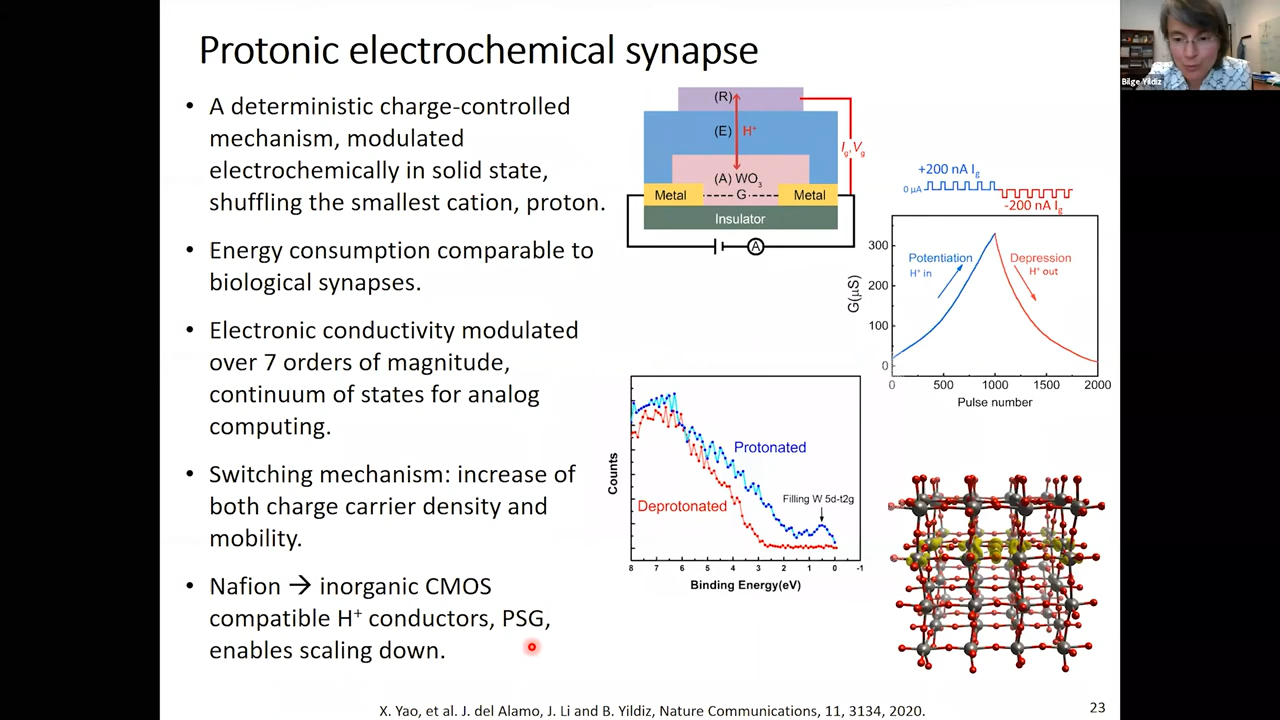 Protonic electrochemical synapse
• A deterministic charge-controlled
mechanism, modulated
electrochemically in solid state,
shuffling the smallest cation, proton.
• Energy consumption comparable to
biological synapses.
• Electronic conductivity modulated
over 7 orders of magnitude,
continuum of states for analog
computing.
• Switching mechanism: increase of
both charge carrier density and
mobility.
• Nafion → inorganic CMOS
compatible H⁺ conductors, PSG,
enables scaling down.
(R)
(E) H⁺
(A) WO₃
Metal G Metal
Insulator
A
Ig,Vg
+200 nA Ig
0 µA
-200 nA Ig
G(µS)
300
200
100
0
Potentiation
H⁺ in
Depression
H⁺ out
0 500 1000 1500 2000
Pulse number
Counts
Protonated
Deprotonated
Filling W 5d-t2g
8 7 6 5 4 3 2 1 0 -1
Binding Energy(eV)
X. Yao, et al. J. del Alamo, J. Li and B. Yildiz, Nature Communications, 11, 3134, 2020.
23
Bilge Yildiz